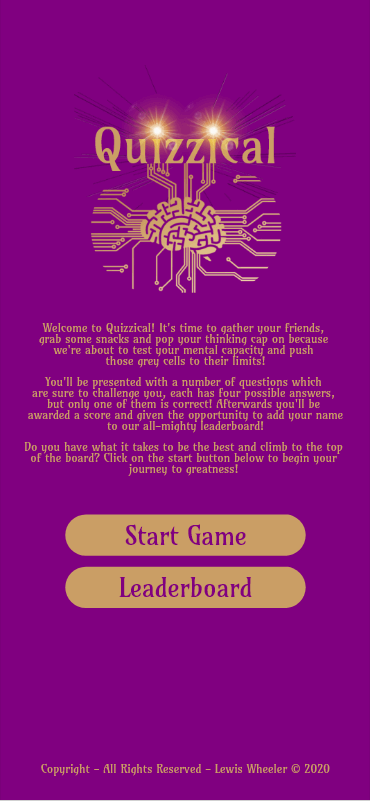 Quizzical
Welcome to Quizzical! It's time to gather your friends,
grab some snacks and pop your thinking cap on because
we're about to test your mental capacity and push
those grey cells to their limits!
You'll be presented with a number of questions which
are sure to challenge you, each has four possible answers,
but only one of them is correct! Afterwards you'll be
awarded a score and given the opportunity to add your name
to our all-mighty leaderboard!
Do you have what it takes to be the best and climb to the top
of the board? Click on the start button below to begin your
journey to greatness!
Start Game
Leaderboard
Copyright - All Rights Reserved - Lewis Wheeler © 2020